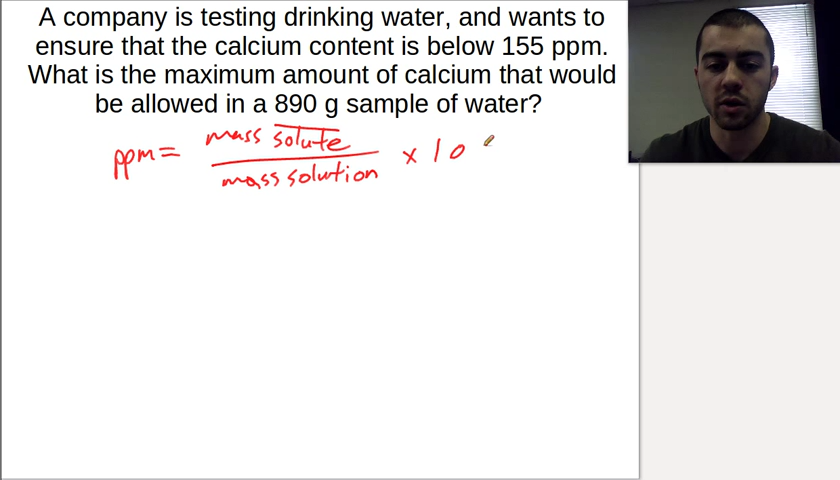 A company is testing drinking water, and wants to
ensure that the calcium content is below 155 ppm.
What is the maximum amount of calcium that would
be allowed in a 890 g sample of water?
ppm = mass solute / mass solution × 10